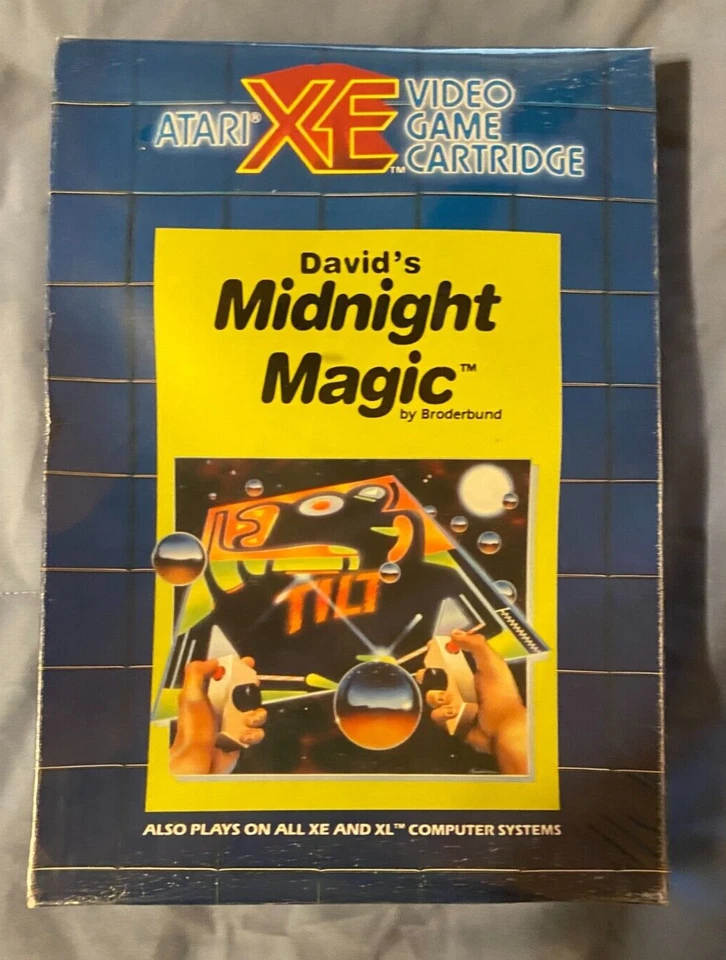 ATARI® XE™ VIDEO
GAME
CARTRIDGE
David's
Midnight
Magic™
by Broderbund
TILT
ALSO PLAYS ON ALL XE AND XL™ COMPUTER SYSTEMS